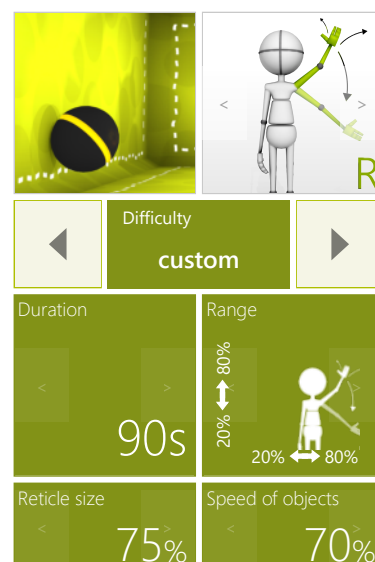 R
Difficulty
custom
Duration
90s
Range
20% 80%
20% 80%
Reticle size
75%
Speed of objects
70%